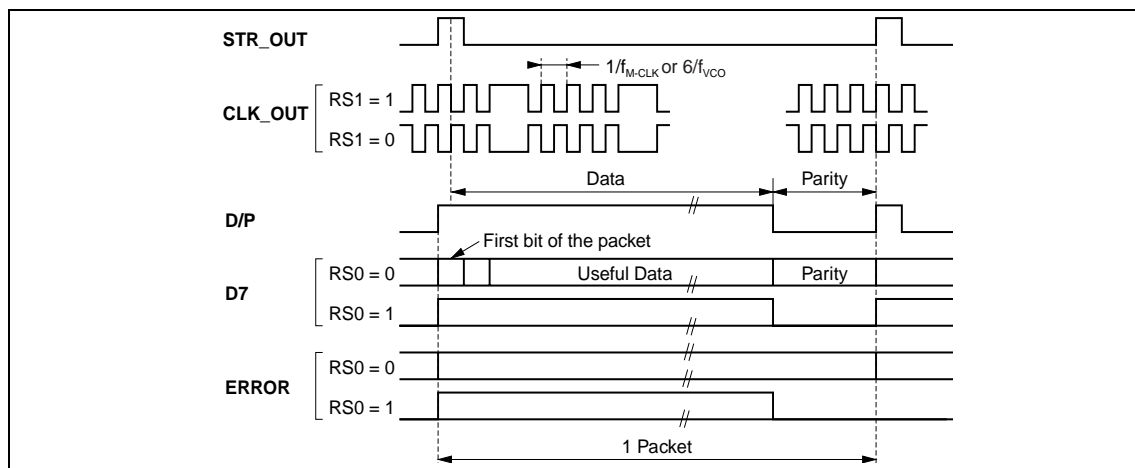 STR_OUT
1/fM-CLK or 6/fVCO
CLK_OUT
RS1 = 1
RS1 = 0
Data
Parity
D/P
First bit of the packet
D7
RS0 = 0
Useful Data
Parity
RS0 = 1
ERROR
RS0 = 0
RS0 = 1
1 Packet